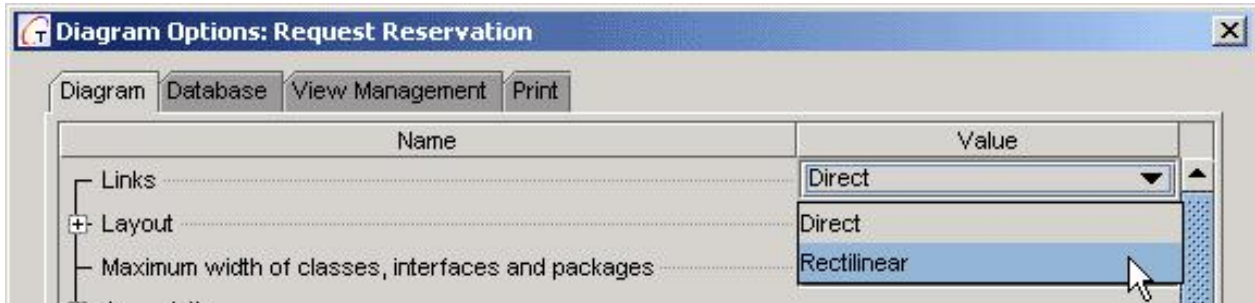 Diagram Options: Request Reservation
Diagram Database View Management Print
Name Value
Links Direct
Layout Direct
Maximum width of classes, interfaces and packages Rectilinear